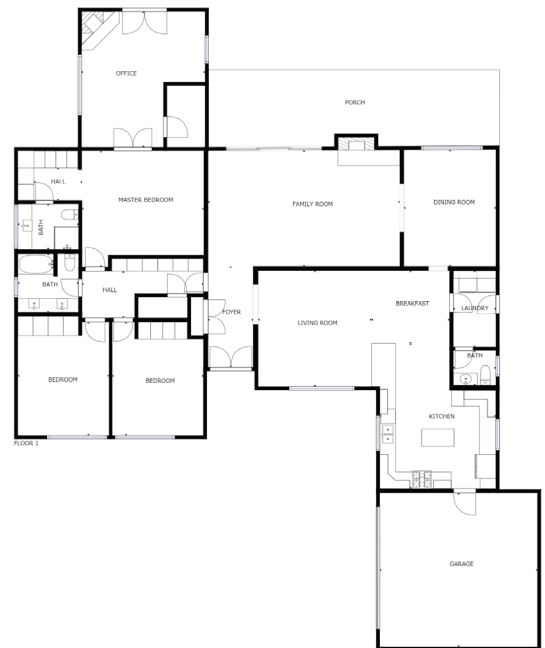 OFFICE
PORCH
HALL
MASTER BEDROOM
FAMILY ROOM
DINING ROOM
BATH
BATH
HALL
FOYER
LIVING ROOM
BREAKFAST
LAUNDRY
BATH
BEDROOM
BEDROOM
KITCHEN
FLOOR 1
GARAGE